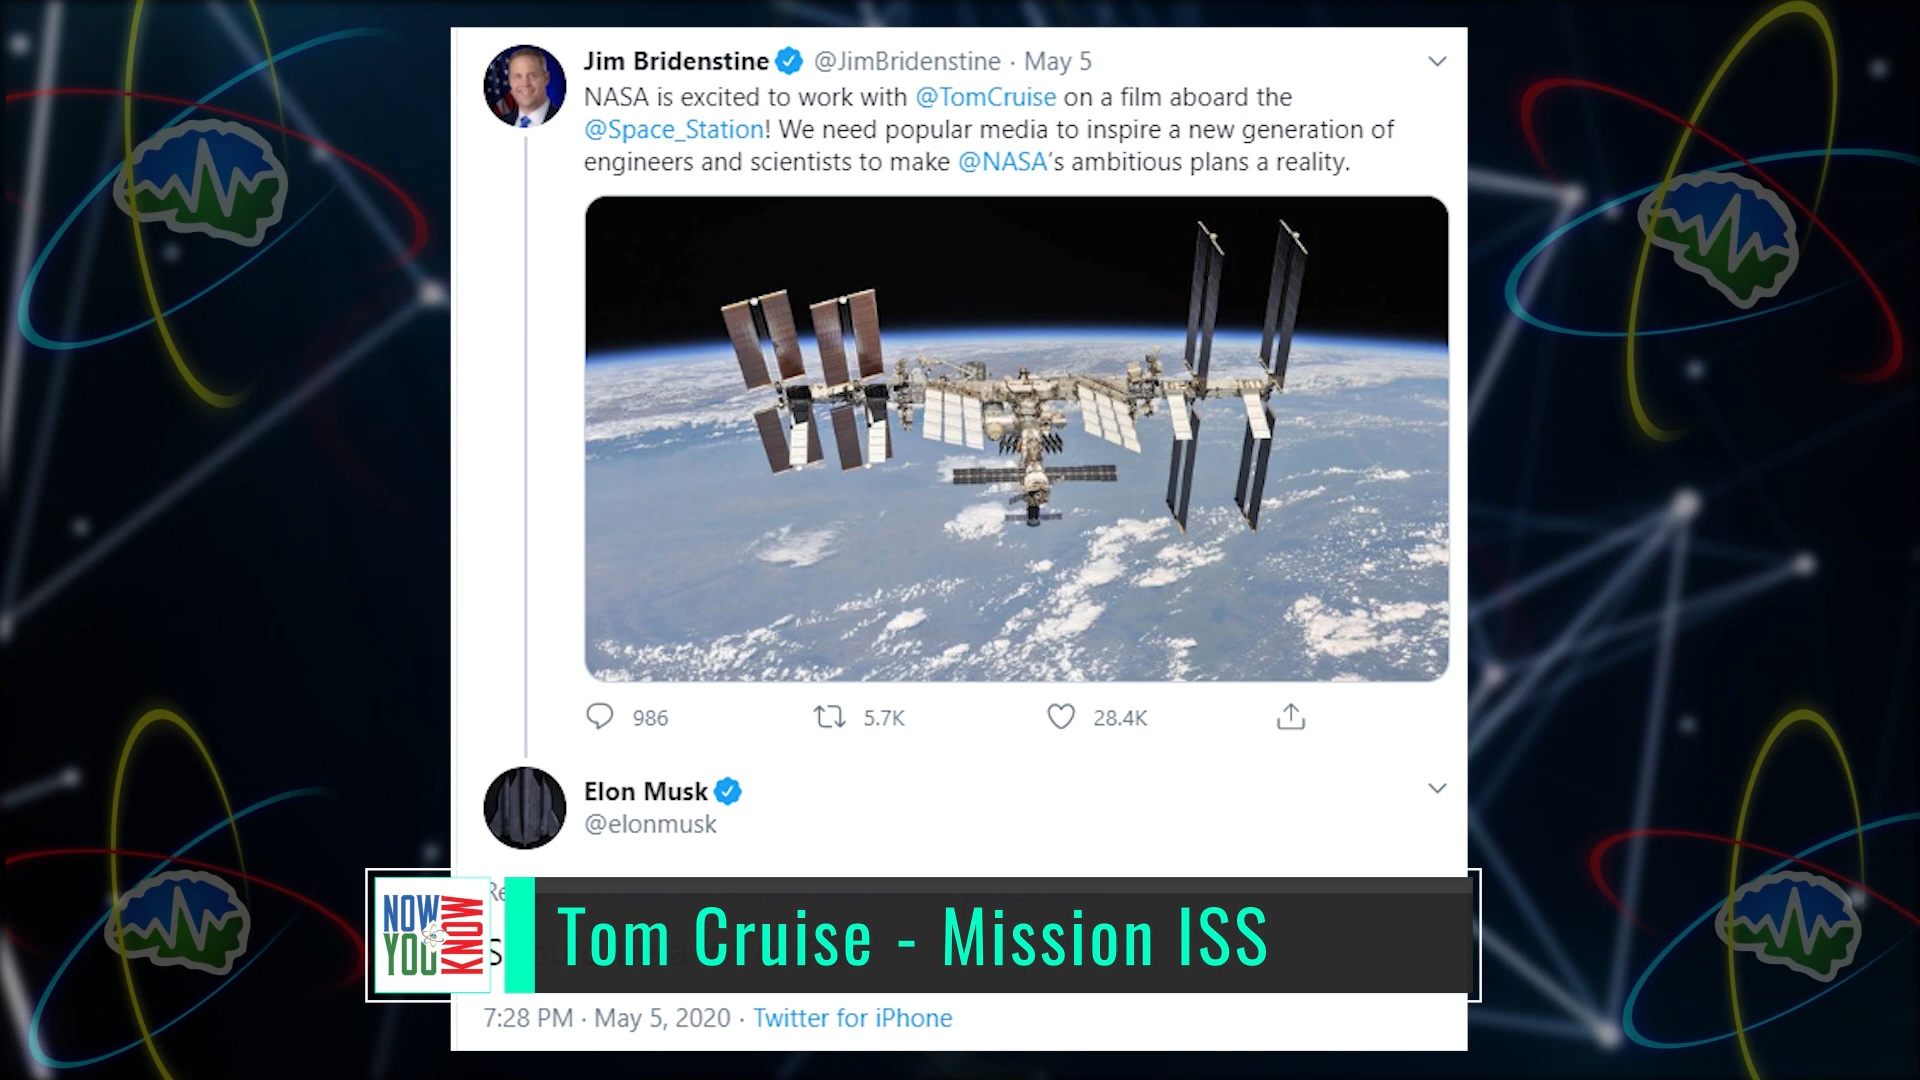 Jim Bridenstine @JimBridenstine · May 5
NASA is excited to work with @TomCruise on a film aboard the
@Space_Station! We need popular media to inspire a new generation of
engineers and scientists to make @NASA's ambitious plans a reality.
986 5.7K 28.4K
Elon Musk
@elonmusk
NOW
YOU
KNOW
Tom Cruise - Mission ISS
7:28 PM · May 5, 2020 · Twitter for iPhone